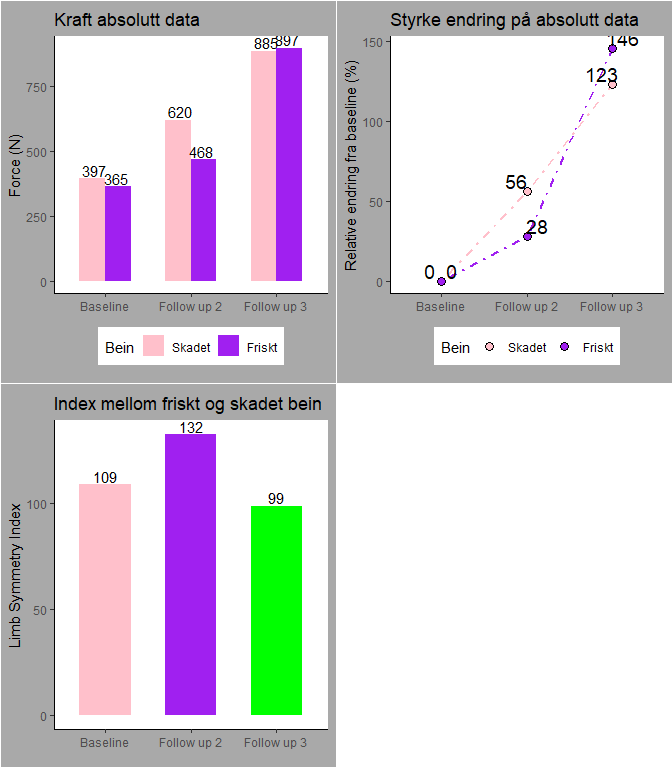 Kraft absolutt data
Force (N)
750
500
250
0
397
365
620
468
885
897
Baseline
Follow up 2
Follow up 3
Bein
Skadet
Friskt
Styrke endring på absolutt data
Relative endring fra baseline (%)
150
100
50
0
0
0
56
28
123
146
Baseline
Follow up 2
Follow up 3
Bein
Skadet
Friskt
Index mellom friskt og skadet bein
Limb Symmetry Index
100
50
0
109
132
99
Baseline
Follow up 2
Follow up 3